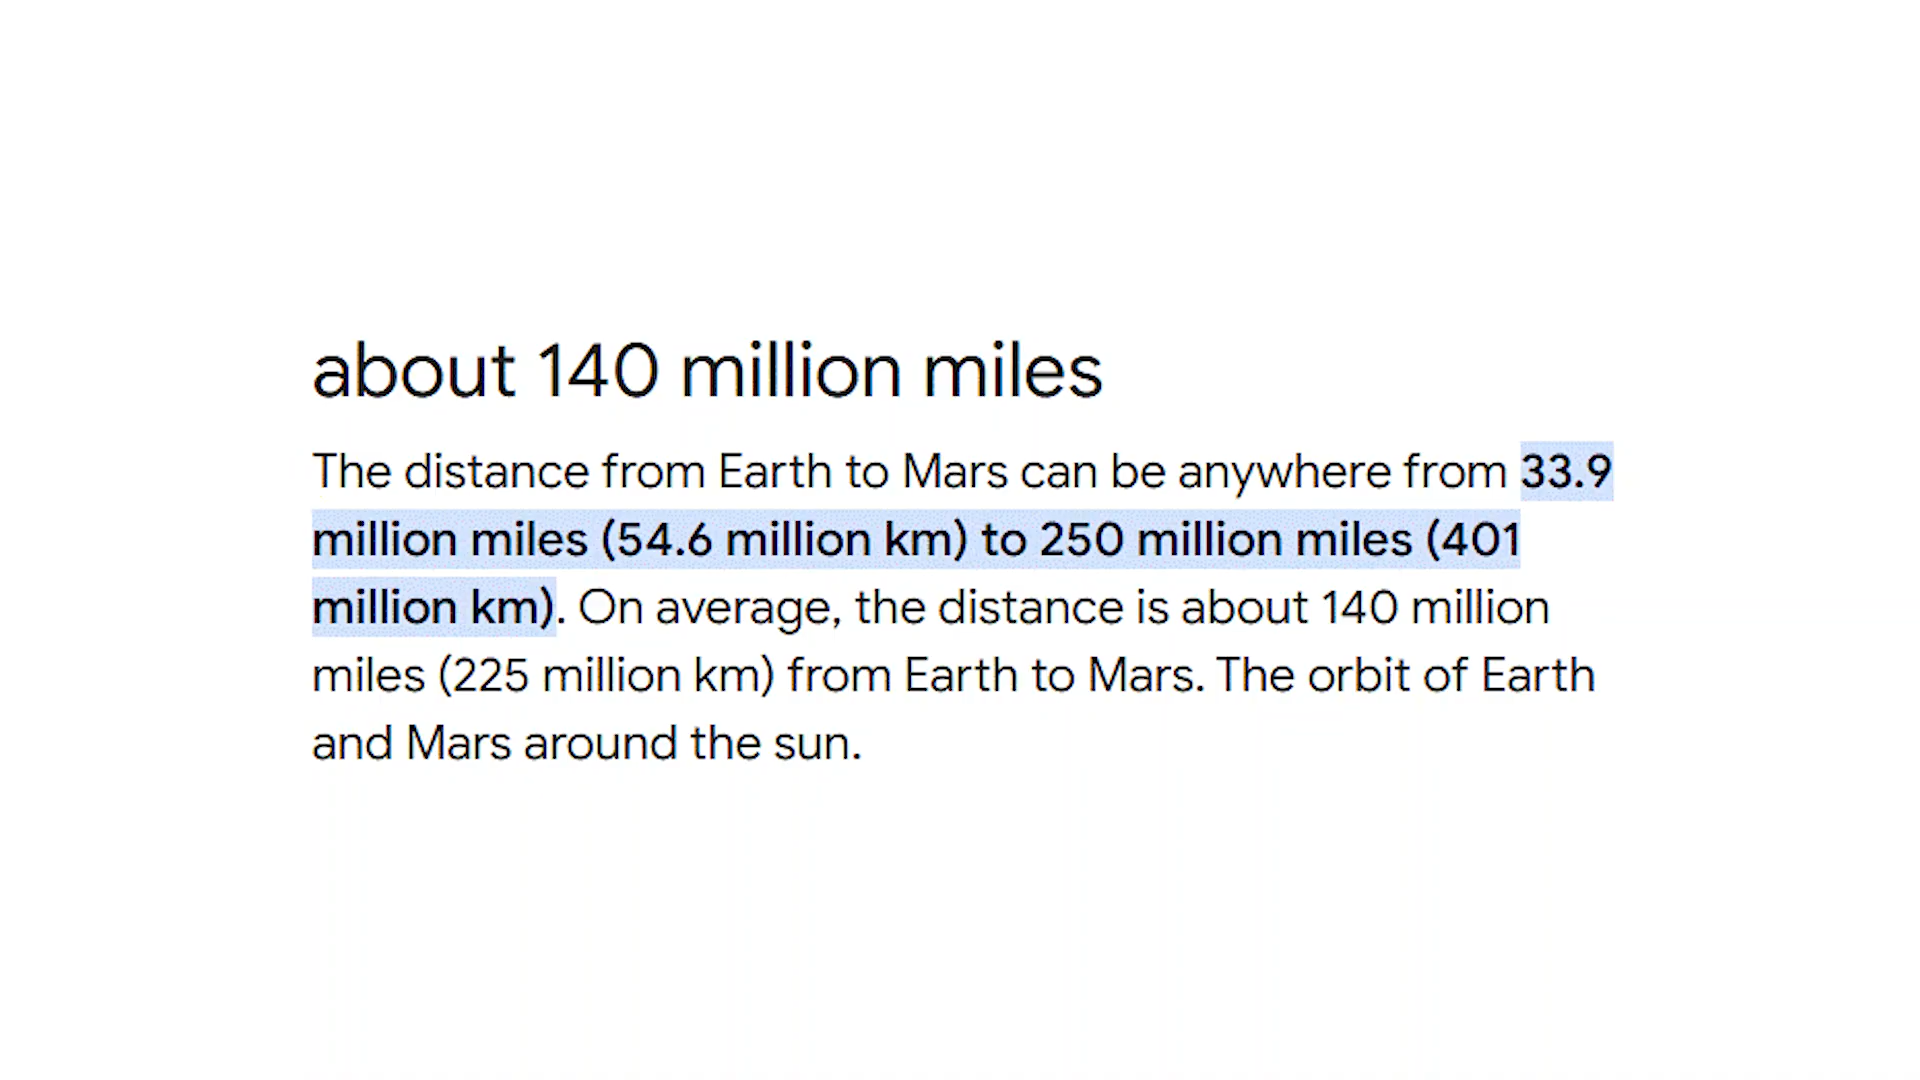 about 140 million miles
The distance from Earth to Mars can be anywhere from 33.9
million miles (54.6 million km) to 250 million miles (401
million km). On average, the distance is about 140 million
miles (225 million km) from Earth to Mars. The orbit of Earth
and Mars around the sun.